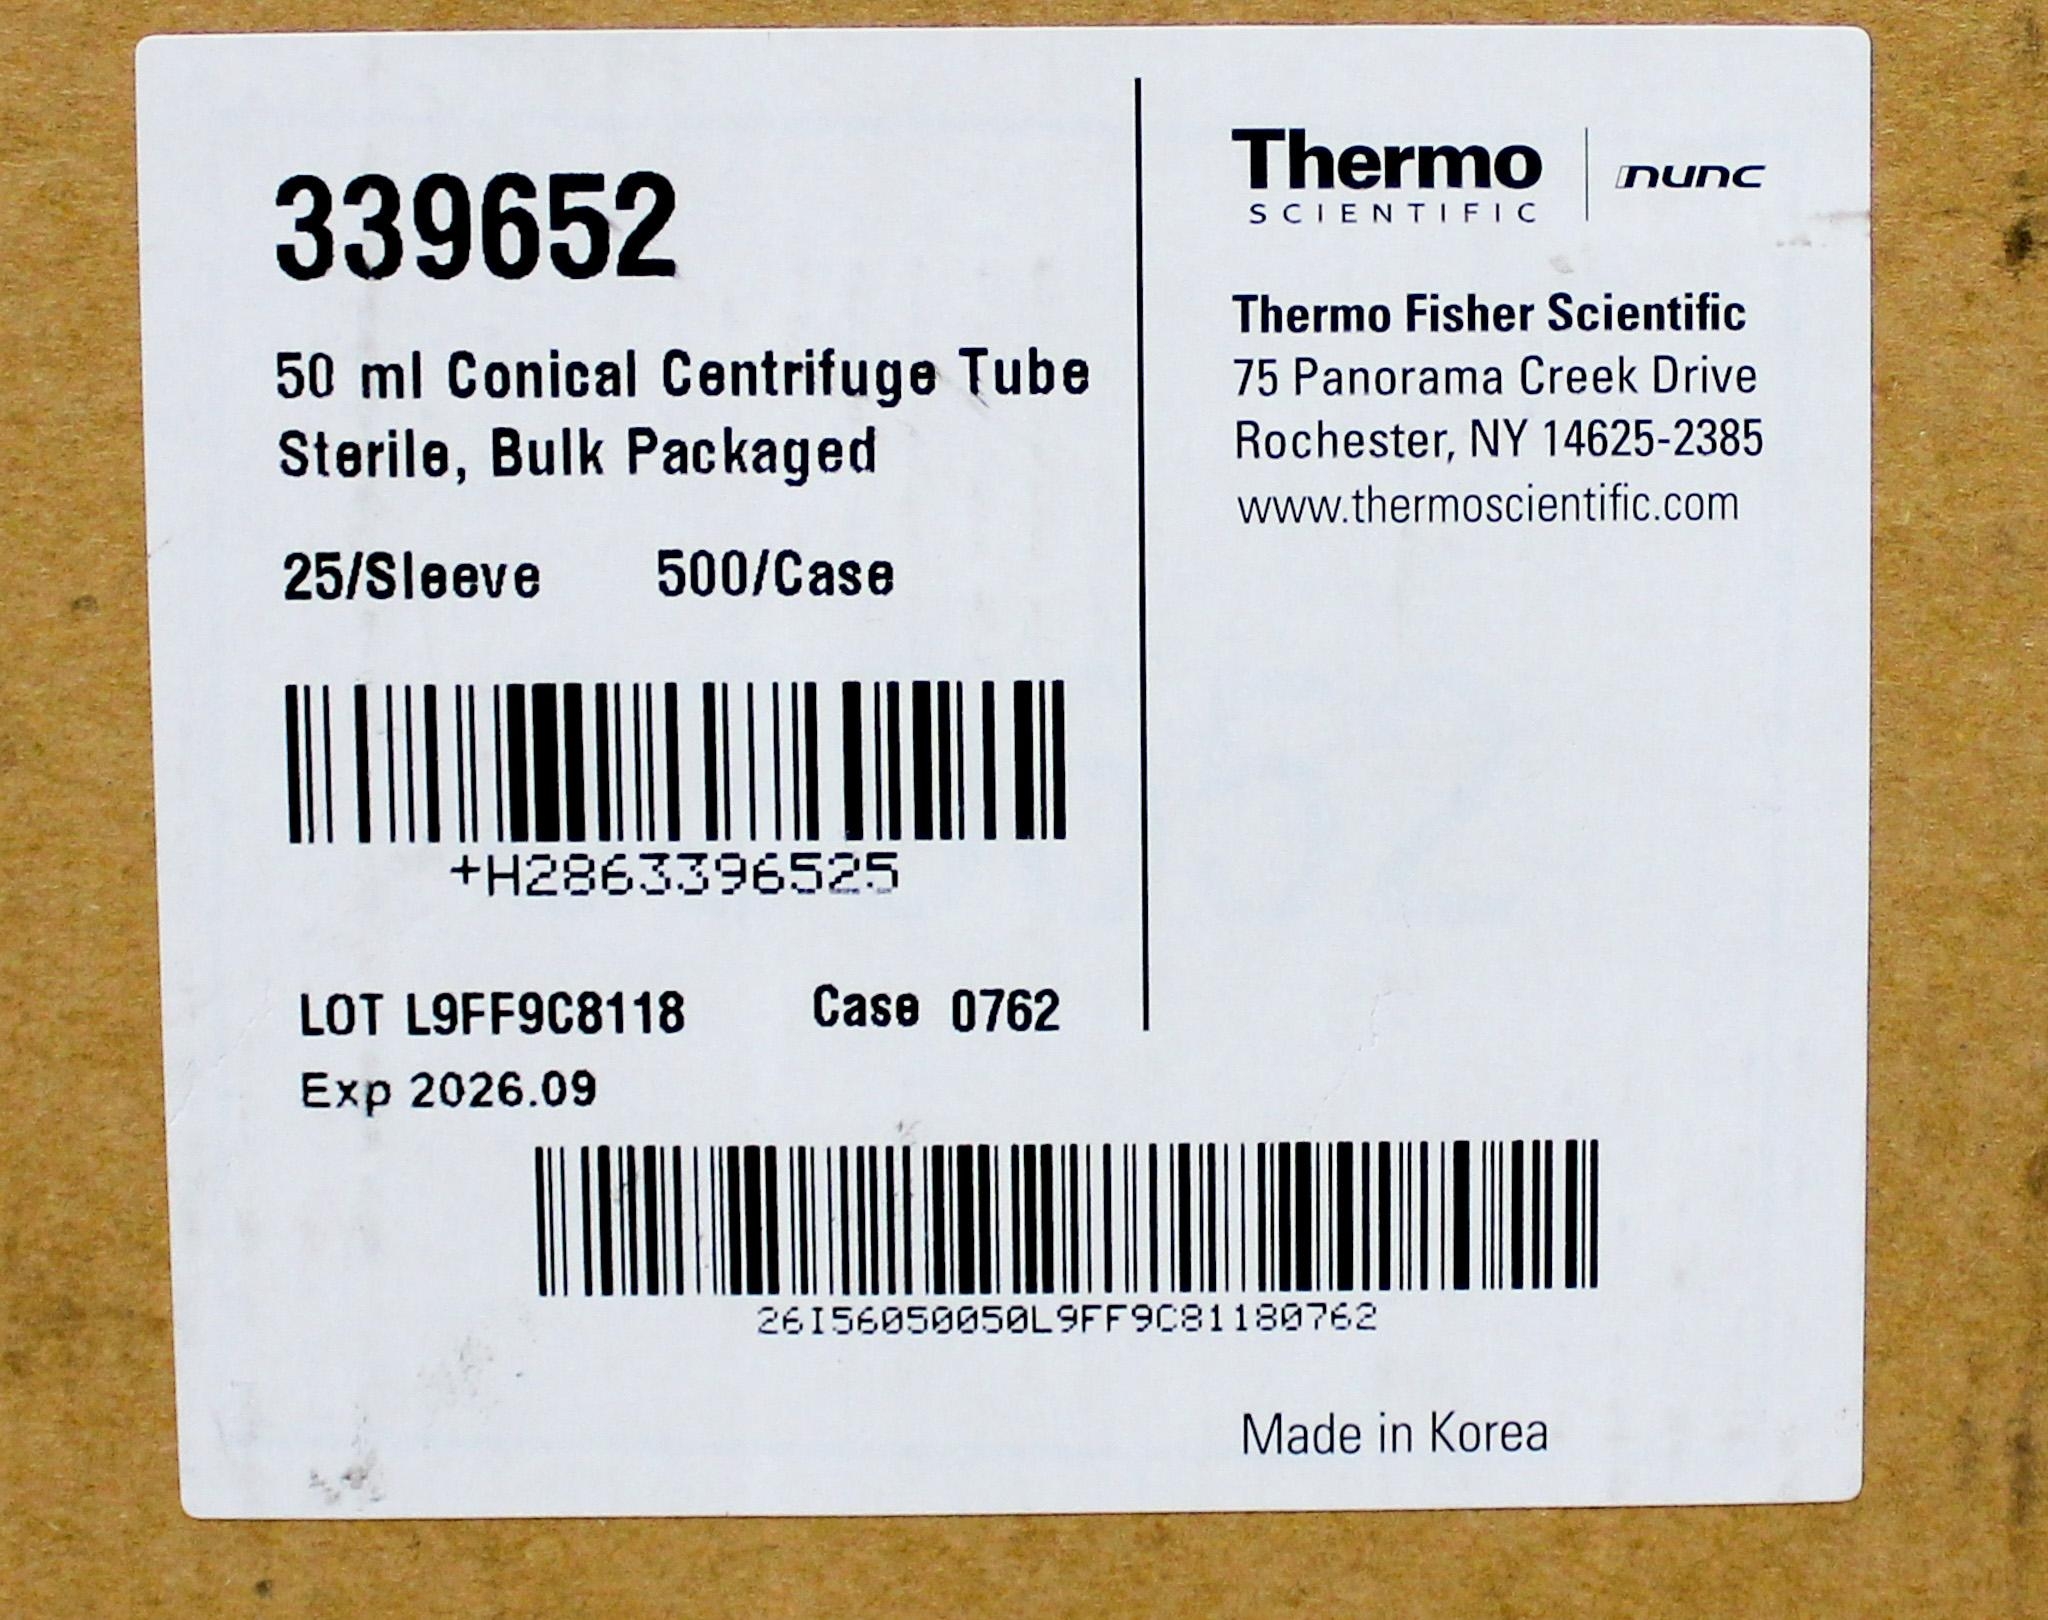 339652
50 ml Conical Centrifuge Tube
Sterile, Bulk Packaged
25/Sleeve 500/Case
+H2863396525
LOT L9FF9C8118 Case 0762
Exp 2026.09
Thermo
SCIENTIFIC
nunc
Thermo Fisher Scientific
75 Panorama Creek Drive
Rochester, NY 14625-2385
www.thermoscientific.com
26I56050050L9FF9C81180762
Made in Korea